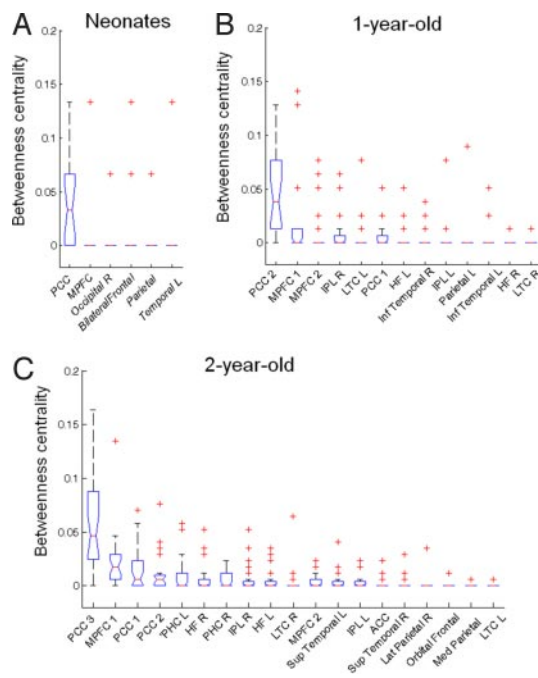 A
Neonates
Betweenness centrality
0.2
0.15
0.1
0.05
0
PCC
MPFC
Occipital R
BilateralFrontal
Parietal
Temporal L
B
1-year-old
Betweenness centrality
0.2
0.15
0.1
0.05
0
PCC 2
MPFC 1
MPFC 2
IPL R
LTC L
PCC 1
HF L
Inf Temporal R
IPL L
Parietal L
Inf Temporal L
HF R
LTC R
C
2-year-old
Betweenness centrality
0.2
0.15
0.1
0.05
0
PCC 3
MPFC 1
PCC 1
PCC 2
'PHC L
HF R
PHC R
IPL R
HF L
LTC R
MPFC 2
Sup Temporal L
IPL L
ACC
Sup Temporal R
Lat Parietal R
Orbital Frontal
Med Parietal
LTC L